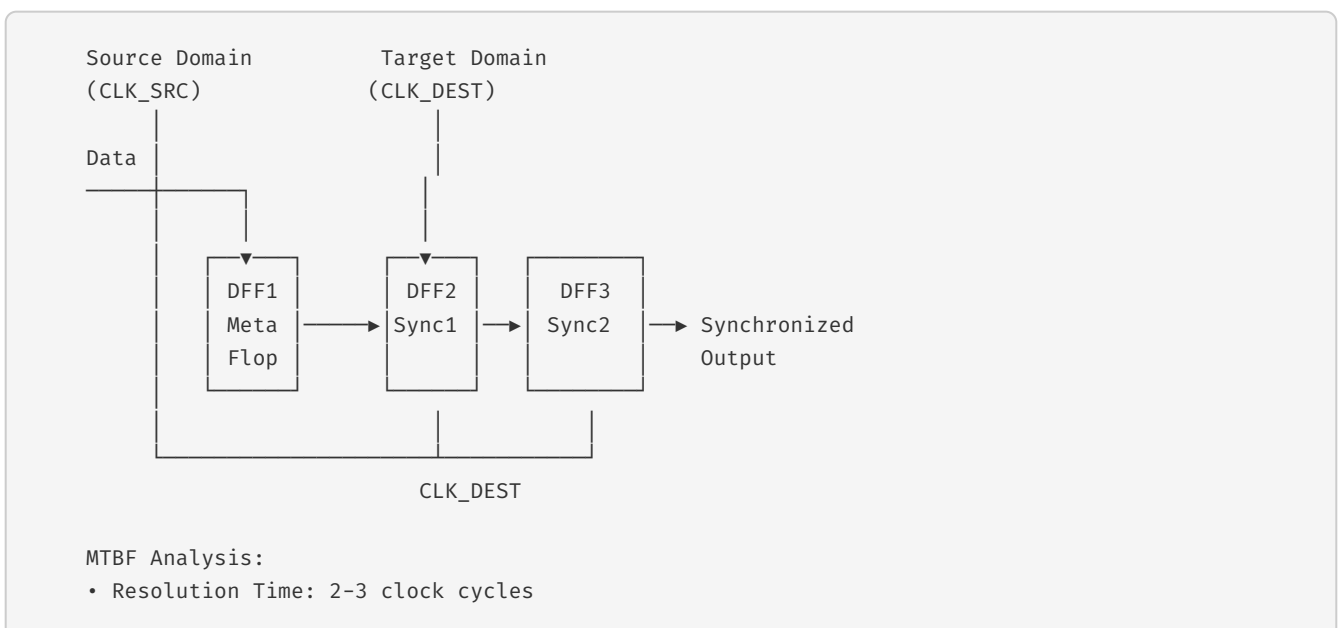 Source Domain Target Domain
(CLK_SRC) (CLK_DEST)
Data
DFF1 DFF2 DFF3
Meta Sync1 Sync2 Synchronized
Flop Output
CLK_DEST
MTBF Analysis:
• Resolution Time: 2-3 clock cycles